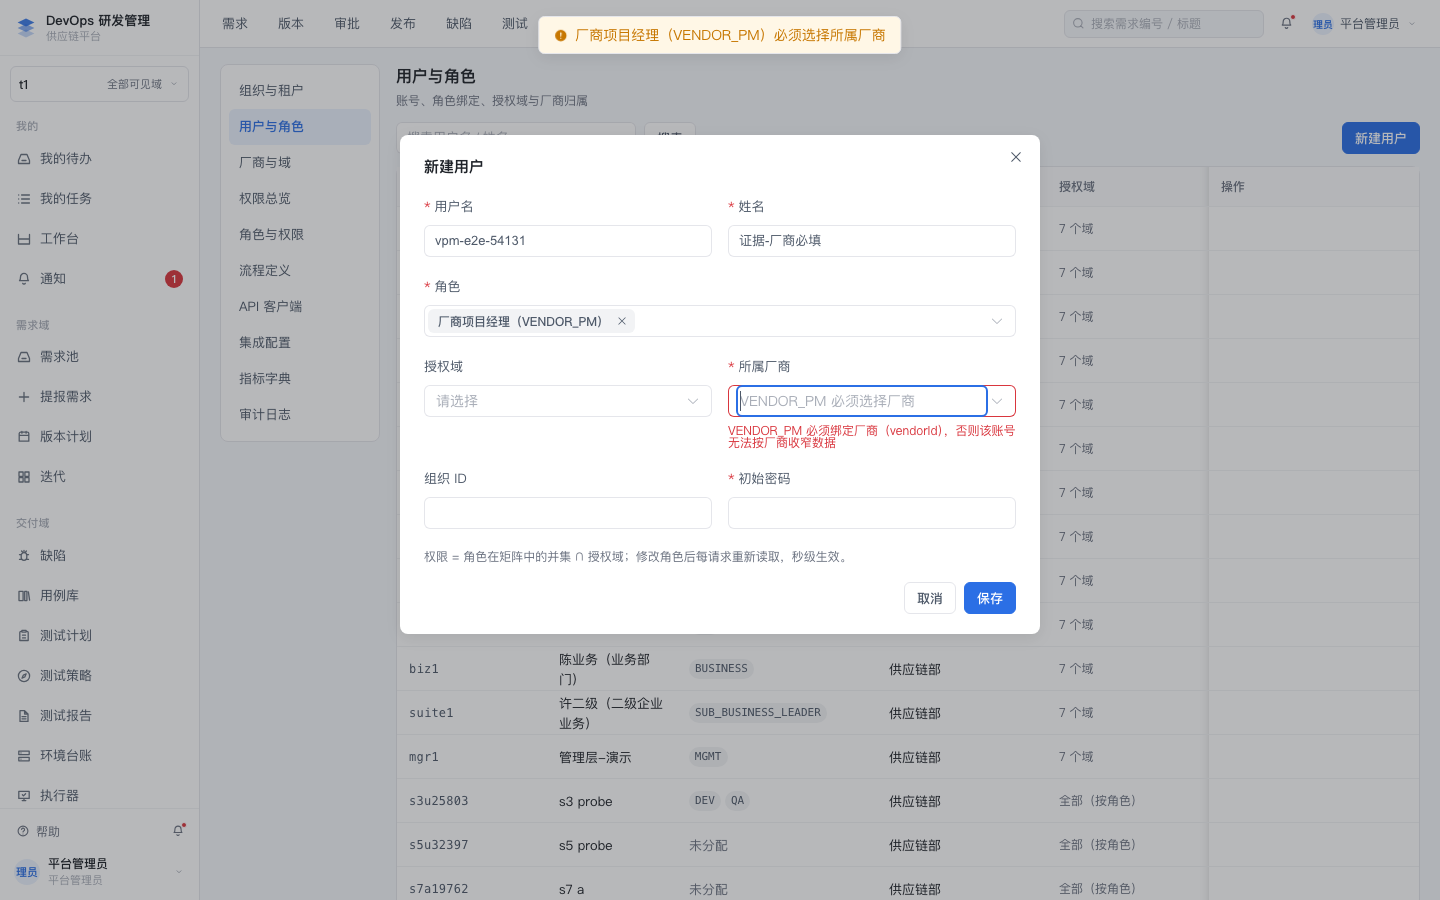 DevOps 研发管理
供应链平台
需求
版本
审批
发布
缺陷
测试
厂商项目经理（VENDOR_PM）必须选择所属厂商
搜索需求编号 / 标题
理员
平台管理员
t1
全部可见域
我的
我的待办
我的任务
工作台
通知
1
需求域
需求池
提报需求
版本计划
迭代
交付域
缺陷
用例库
测试计划
测试策略
测试报告
环境台账
执行器
帮助
理员
平台管理员
平台管理员
组织与租户
用户与角色
厂商与域
权限总览
角色与权限
流程定义
API 客户端
集成配置
指标字典
审计日志
用户与角色
账号、角色绑定、授权域与厂商归属
新建用户
授权域
操作
7 个域
7 个域
7 个域
7 个域
7 个域
7 个域
7 个域
7 个域
7 个域
7 个域
新建用户
* 用户名
* 姓名
vpm-e2e-54131
证据-厂商必填
* 角色
厂商项目经理（VENDOR_PM）
授权域
* 所属厂商
请选择
VENDOR_PM 必须选择厂商
VENDOR_PM 必须绑定厂商（vendorId），否则该账号
无法按厂商收窄数据
组织 ID
* 初始密码
权限 = 角色在矩阵中的并集 ∩ 授权域；修改角色后每请求重新读取，秒级生效。
取消
保存
biz1
陈业务（业务部
门）
BUSINESS
供应链部
7 个域
suite1
许二级（二级企业
业务）
SUB_BUSINESS_LEADER
供应链部
7 个域
mgr1
管理层-演示
MGMT
供应链部
7 个域
s3u25803
s3 probe
DEV
QA
供应链部
全部（按角色）
s5u32397
s5 probe
未分配
供应链部
全部（按角色）
s7a19762
s7 a
未分配
供应链部
全部（按角色）